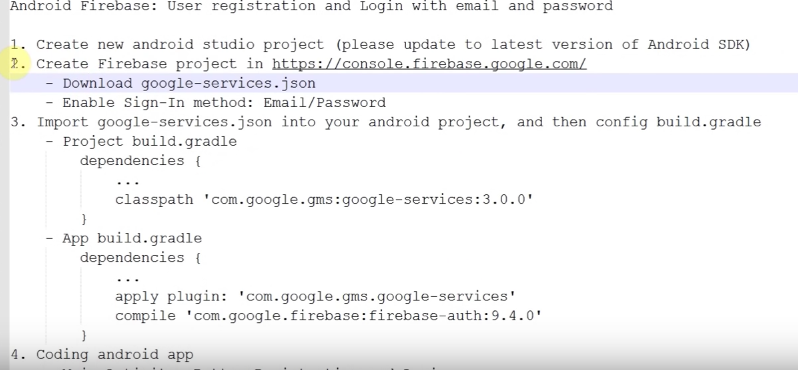 Android Firebase: User registration and Login with email and password
1. Create new android studio project (please update to latest version of Android SDK)
2. Create Firebase project in https://console.firebase.google.com/
- Download google-services.json
- Enable Sign-In method: Email/Password
3. Import google-services.json into your android project, and then config build.gradle
- Project build.gradle
dependencies {
...
classpath 'com.google.gms:google-services:3.0.0'
}
- App build.gradle
dependencies {
...
apply plugin: 'com.google.gms.google-services'
compile 'com.google.firebase:firebase-auth:9.4.0'
}
4. Coding android app